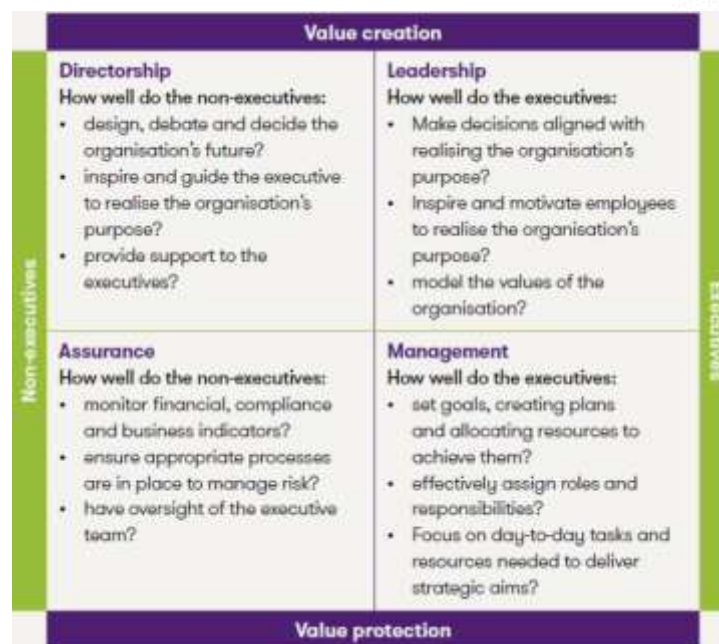 Value creation
Non-executives
Directorship
How well do the non-executives:
• design, debate and decide the
organisation's future?
• inspire and guide the executive
to realise the organisation's
purpose?
• provide support to the
executives?
Leadership
How well do the executives:
• Make decisions aligned with
realising the organisation's
purpose?
• Inspire and motivate employees
to realise the organisation's
purpose?
• model the values of the
organisation?
Executives
Assurance
How well do the non-executives:
• monitor financial, compliance
and business indicators?
• ensure appropriate processes
are in place to manage risk?
• have oversight of the executive
team?
Management
How well do the executives:
• set goals, creating plans
and allocating resources to
achieve them?
• effectively assign roles and
responsibilities?
• Focus on day-to-day tasks and
resources needed to deliver
strategic aims?
Value protection